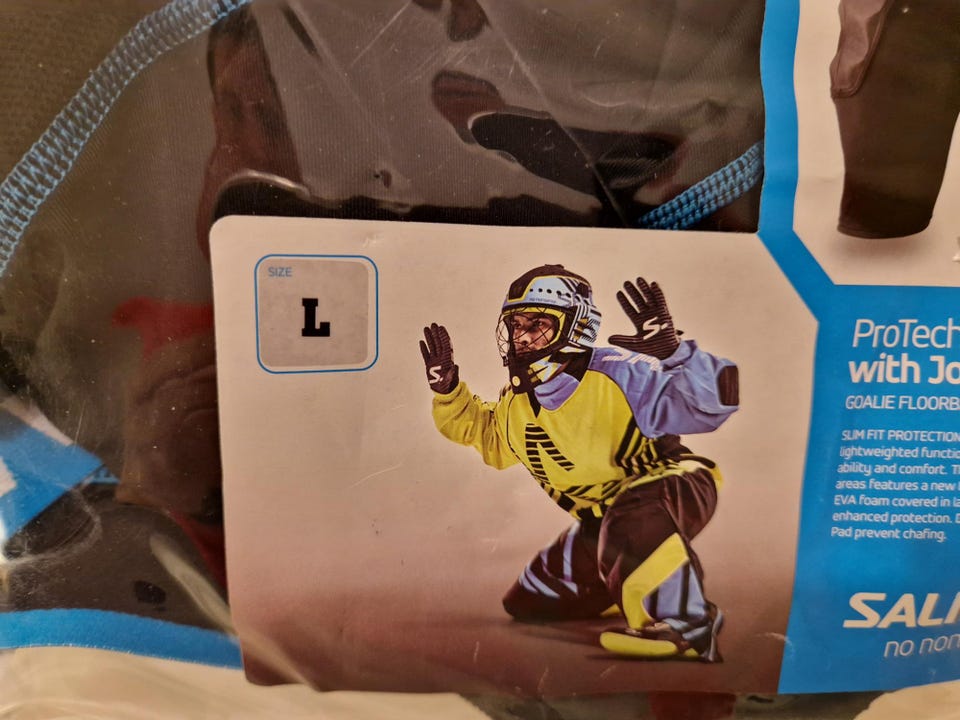 SIZE
L
ProTech
with Jo
GOALIE FLOORB
SLIM FIT PROTECTION
lightweighted functio
ability and comfort. T
areas features a new
EVA foam covered in la
enhanced protection. E
Pad prevent chafing.
SAL
no non